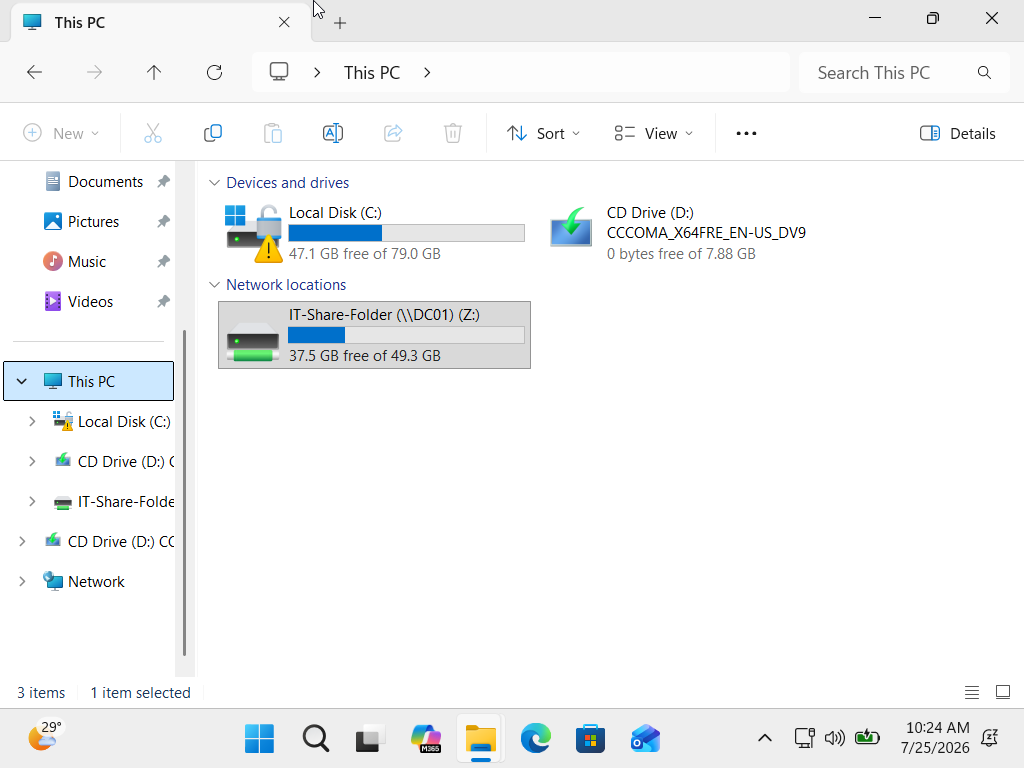 This PC
This PC
Search This PC
New
Sort
View
Details
Documents
Pictures
Music
Videos
This PC
Local Disk (C:)
CD Drive (D:) C
IT-Share-Folde
CD Drive (D:) CC
Network
Devices and drives
Local Disk (C:)
47.1 GB free of 79.0 GB
CD Drive (D:)
CCCOMA_X64FRE_EN-US_DV9
0 bytes free of 7.88 GB
Network locations
IT-Share-Folder (\\DC01) (Z:)
37.5 GB free of 49.3 GB
3 items
1 item selected
29°
M365
10:24 AM
7/25/2026